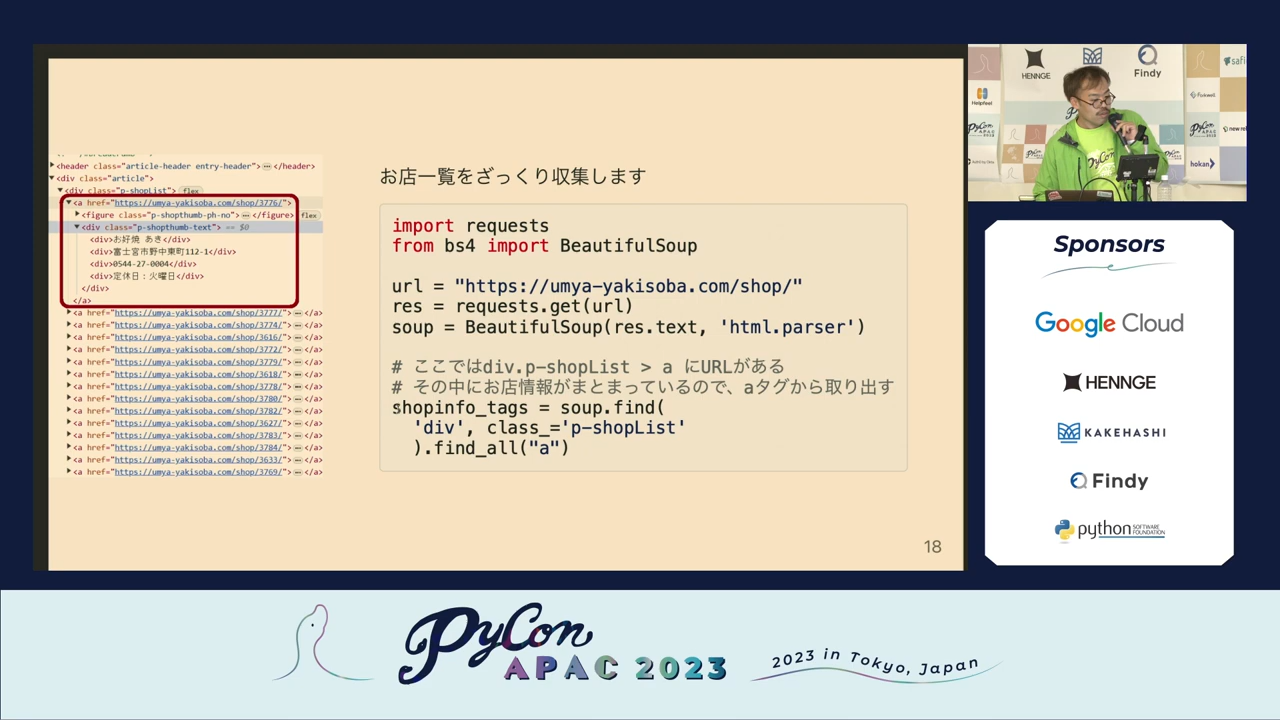 <header class="article-header entry-header"></header>
<div class="article">
<div class="p-shopList"> flex
<a href="https://umya-yakisoba.com/shop/3776/">
<figure class="p-shopthumb-ph-no"></figure> flex
<div class="p-shopthumb-text"> == $0
<div>お好焼 あき</div>
<div>富士宮市野中東町112-1</div>
<div>0544-27-0004</div>
<div>定休日：火曜日</div>
</div>
</a>
<a href="https://umya-yakisoba.com/shop/3777/"></a>
<a href="https://umya-yakisoba.com/shop/3774/"></a>
<a href="https://umya-yakisoba.com/shop/3616/"></a>
<a href="https://umya-yakisoba.com/shop/3772/"></a>
<a href="https://umya-yakisoba.com/shop/3779/"></a>
<a href="https://umya-yakisoba.com/shop/3618/"></a>
<a href="https://umya-yakisoba.com/shop/3778/"></a>
<a href="https://umya-yakisoba.com/shop/3780/"></a>
<a href="https://umya-yakisoba.com/shop/3782/"></a>
<a href="https://umya-yakisoba.com/shop/3627/"></a>
<a href="https://umya-yakisoba.com/shop/3783/"></a>
<a href="https://umya-yakisoba.com/shop/3784/"></a>
<a href="https://umya-yakisoba.com/shop/3633/"></a>
<a href="https://umya-yakisoba.com/shop/3769/"></a>
お店一覧をざっくり収集します
import requests
from bs4 import BeautifulSoup
url = "https://umya-yakisoba.com/shop/"
res = requests.get(url)
soup = BeautifulSoup(res.text, 'html.parser')
# ここではdiv.p-shopList > a にURLがある
# その中にお店情報がまとまっているので、aタグから取り出す
shopinfo_tags = soup.find(
'div', class_='p-shopList'
).find_all("a")
18
HENNGE
Findy
Helpfeel
Forkwell
hokan
Sponsors
Google Cloud
HENNGE
KAKEHASHI
Findy
python SOFTWARE FOUNDATION
PyCon
APAC 2023
2023 in Tokyo, Japan